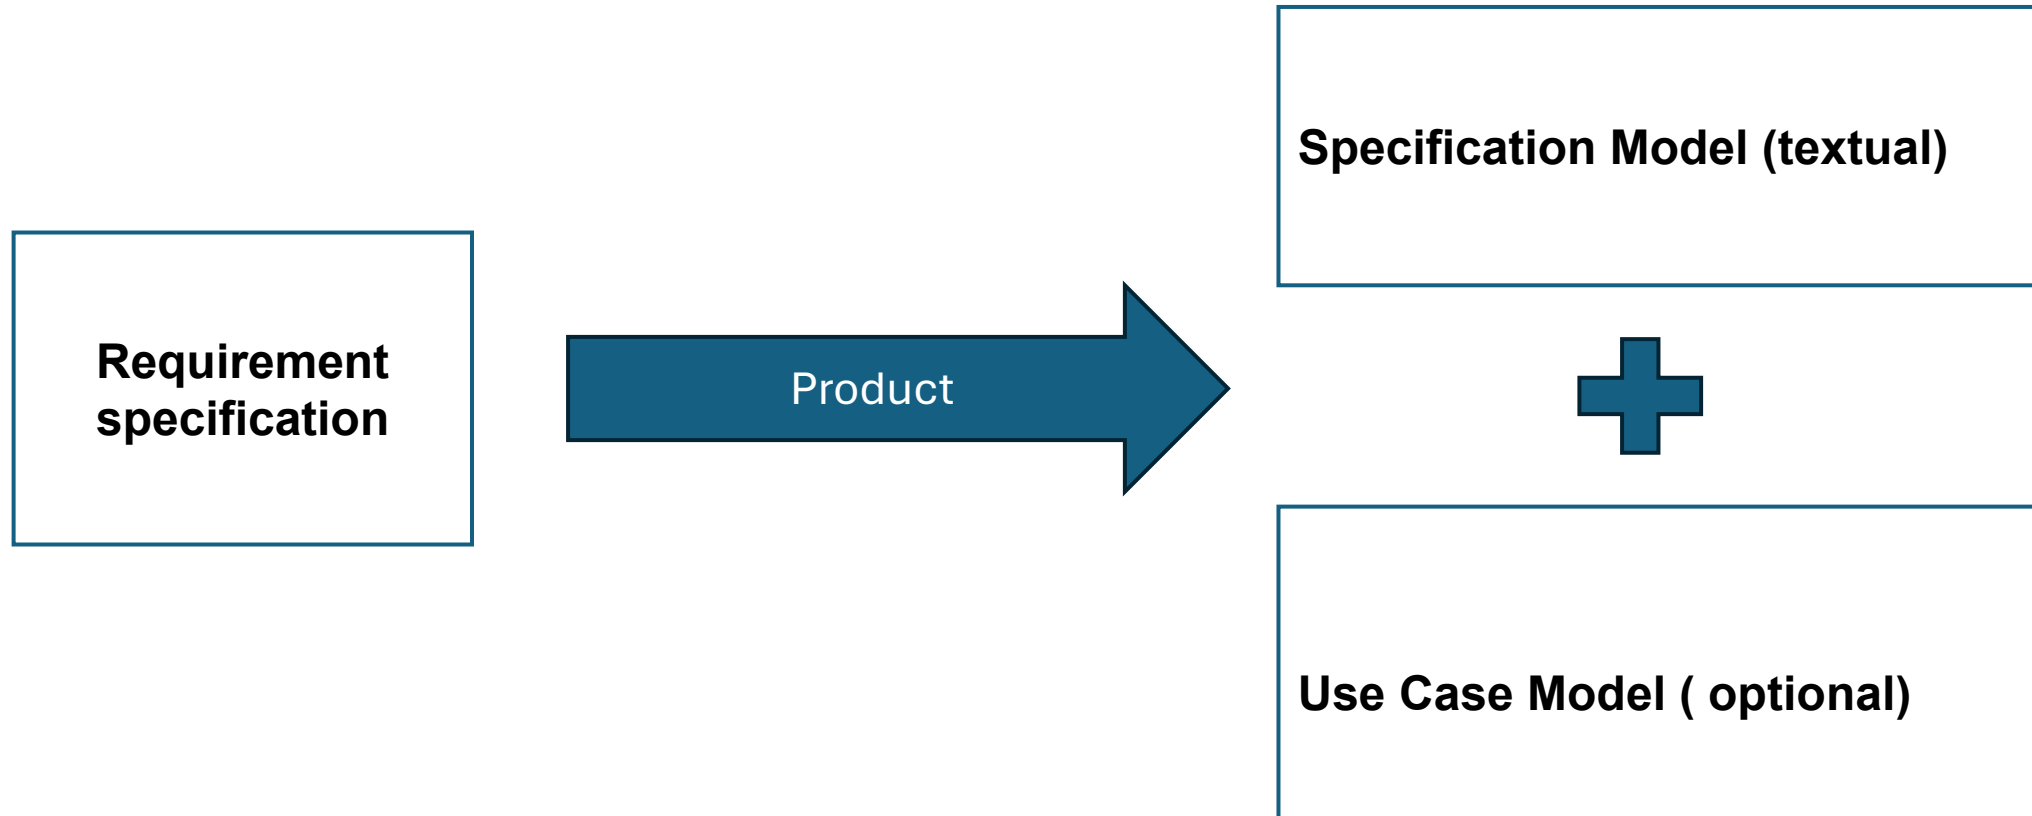 Specification Model (textual)
Requirement
specification
Product
Use Case Model ( optional)